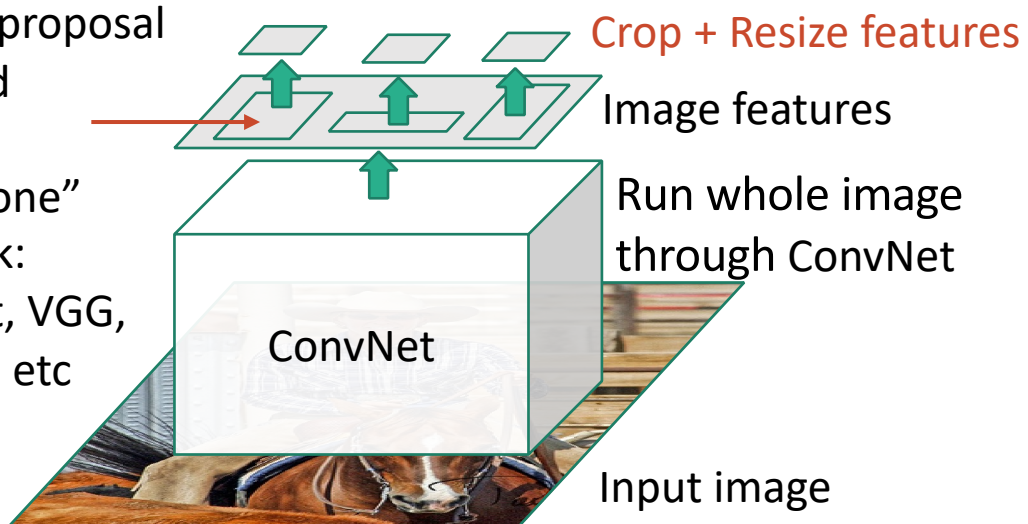 proposal
Crop + Resize features
Image features
one”
Run whole image
through ConvNet
VGG,
ConvNet
etc
Input image